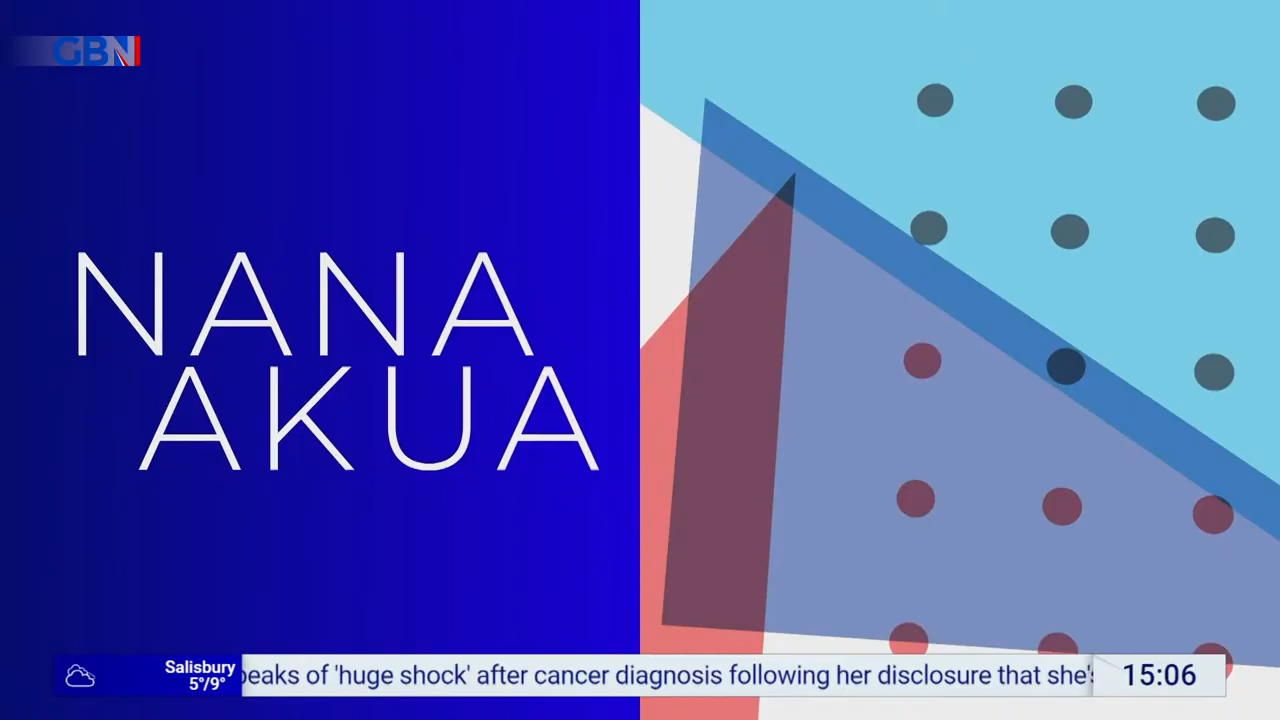 GBN
NANA
AKUA
Salisbury
5°/9°
peaks of 'huge shock' after cancer diagnosis following her disclosure that she's
15:06